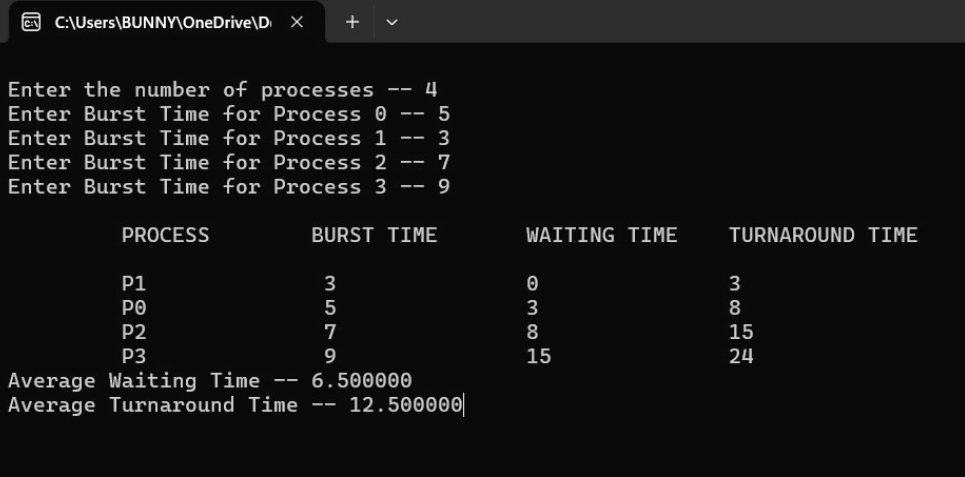 C:\Users\BUNNY\OneDrive\D
Enter the number of processes -- 4
Enter Burst Time for Process 0 -- 5
Enter Burst Time for Process 1 -- 3
Enter Burst Time for Process 2 -- 7
Enter Burst Time for Process 3 -- 9
PROCESS BURST TIME WAITING TIME TURNAROUND TIME
P1 3 0 3
P0 5 3 8
P2 7 8 15
P3 9 15 24
Average Waiting Time -- 6.500000
Average Turnaround Time -- 12.500000